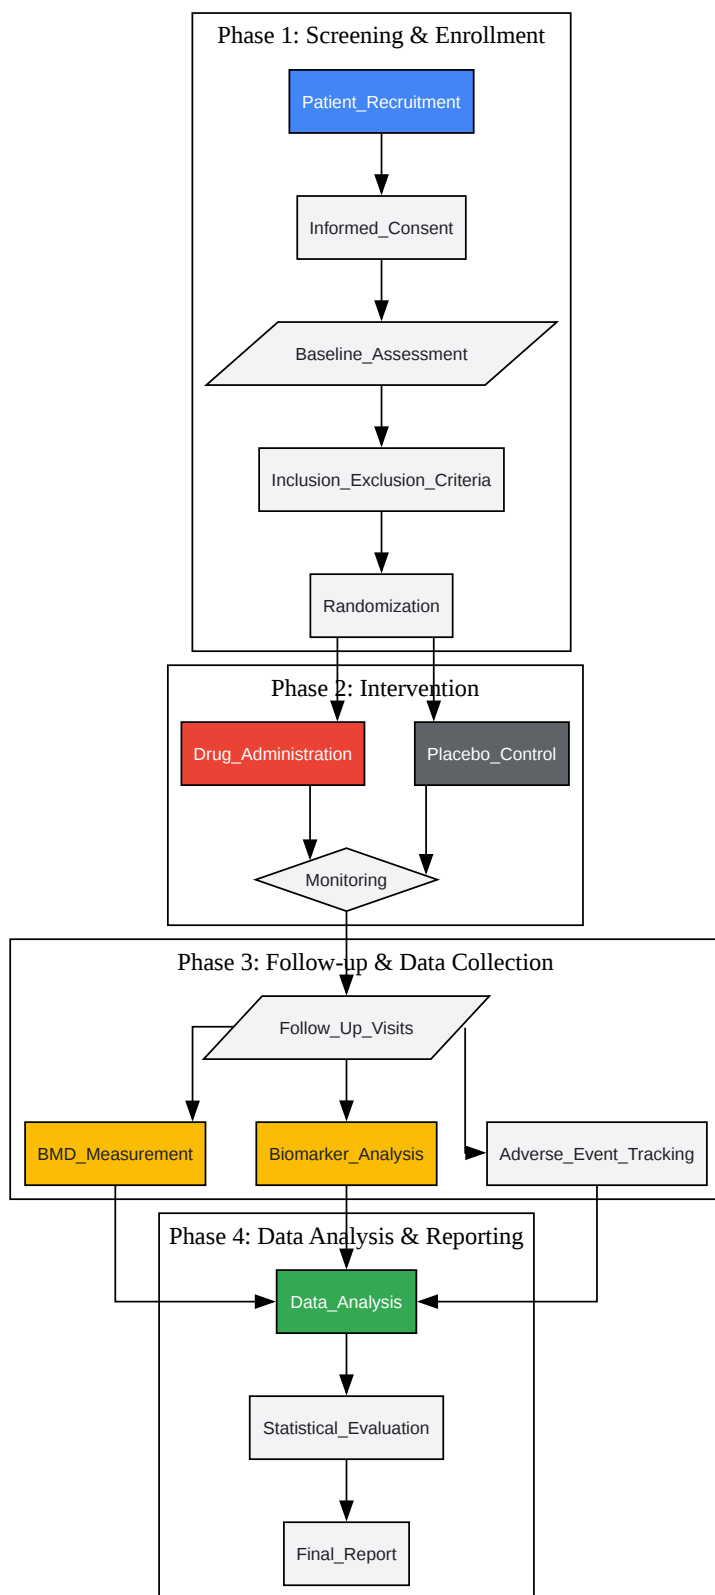 Phase 1: Screening & Enrollment
Patient_Recruitment
Informed_Consent
Baseline_Assessment
Inclusion_Exclusion_Criteria
Randomization
Phase 2: Intervention
Drug_Administration
Placebo_Control
Monitoring
Phase 3: Follow-up & Data Collection
Follow_Up_Visits
BMD_Measurement
Biomarker_Analysis
Adverse_Event_Tracking
Phase 4: Data Analysis & Reporting
Data_Analysis
Statistical_Evaluation
Final_Report